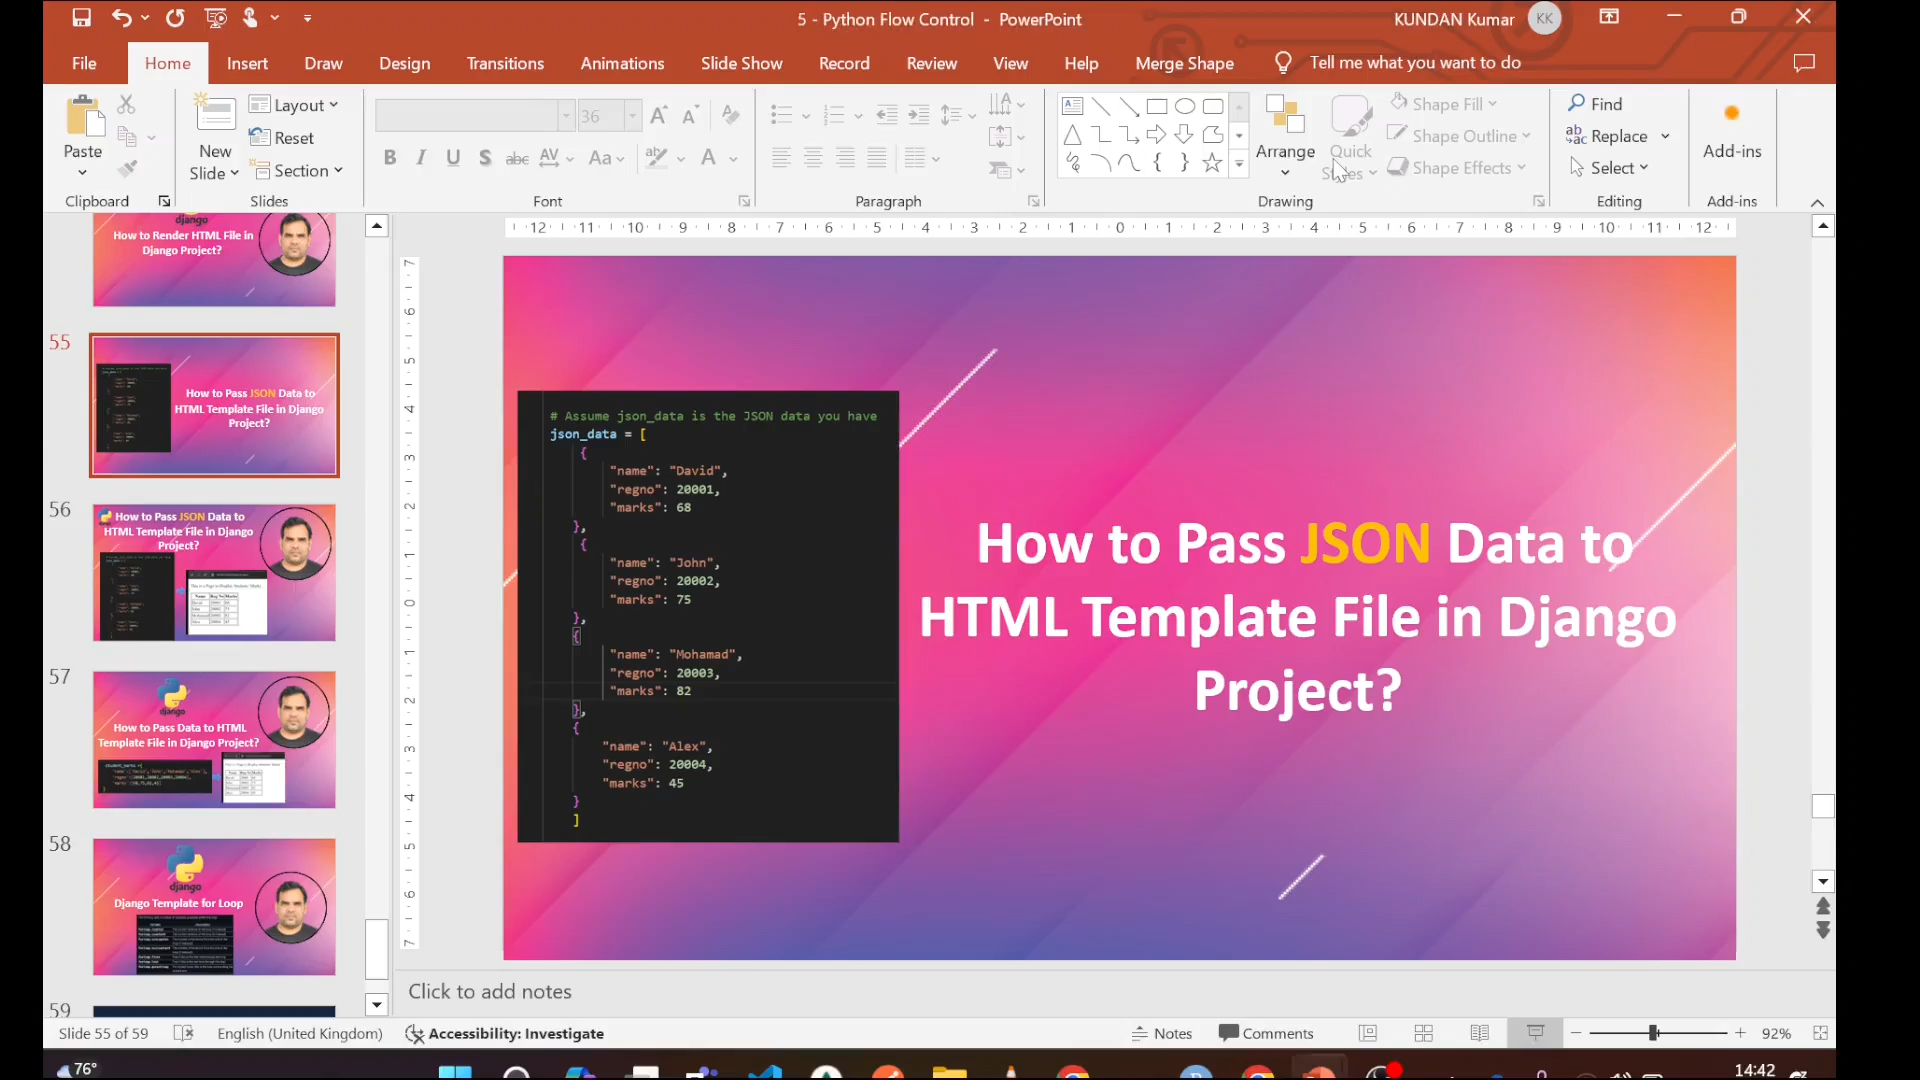 5 - Python Flow Control - PowerPoint
KUNDAN Kumar
KK
File Home Insert Draw Design Transitions Animations Slide Show Record Review View Help Merge Shape Tell me what you want to do
Paste
New Slide
Layout
Reset
Section
36
Aa
Arrange
Quick
Shape Fill
Shape Outline
Shape Effects
Find
Replace
Select
Add-ins
Clipboard Slides Font Paragraph Drawing Editing Add-ins
django
How to Render HTML File in
Django Project?
55
How to Pass JSON Data to
HTML Template File in Django
Project?
56
How to Pass JSON Data to
HTML Template File in Django
Project?
57
django
How to Pass Data to HTML
Template File in Django Project?
58
django
Django Template for Loop
59
# Assume json_data is the JSON data you have
json_data = [
{
"name": "David",
"regno": 20001,
"marks": 68
},
{
"name": "John",
"regno": 20002,
"marks": 75
},
{
"name": "Mohamad",
"regno": 20003,
"marks": 82
},
{
"name": "Alex",
"regno": 20004,
"marks": 45
}
]
How to Pass JSON Data to
HTML Template File in Django
Project?
Click to add notes
Slide 55 of 59 English (United Kingdom) Accessibility: Investigate Notes Comments 92%
76°
14:42